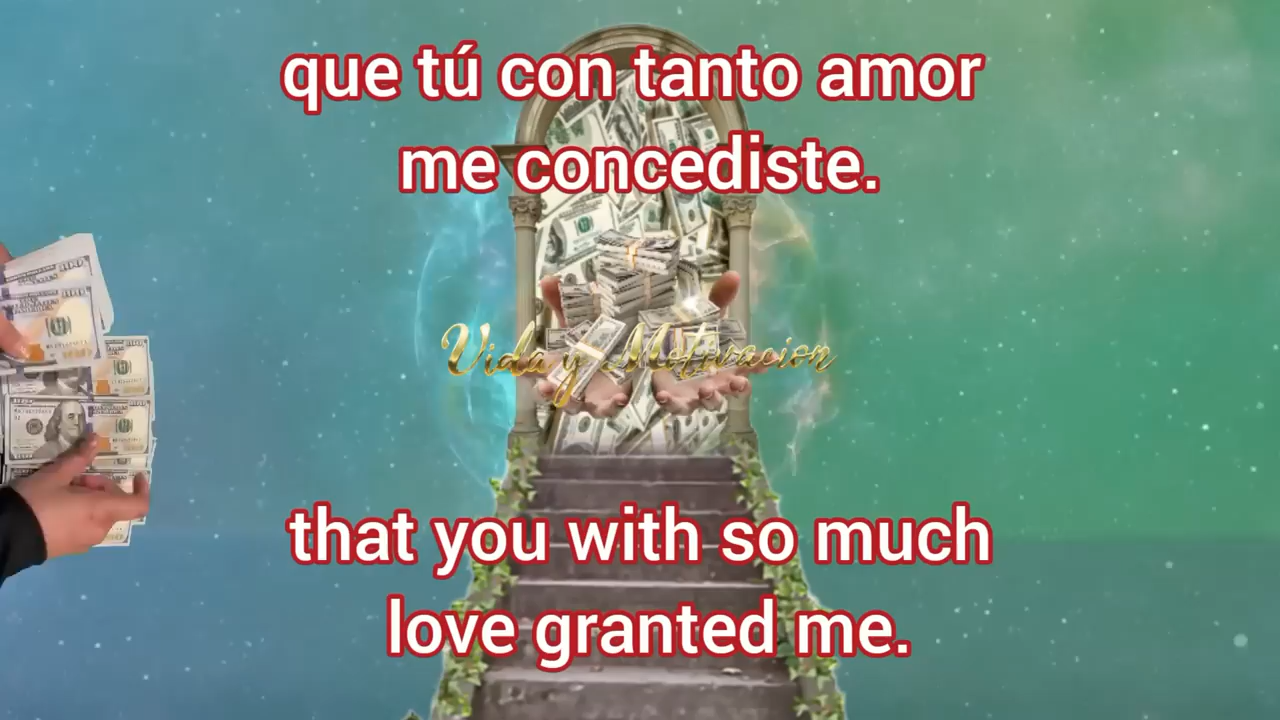 que tú con tanto amor
me concediste.
Vida y Motivacion
that you with so much
love granted me.